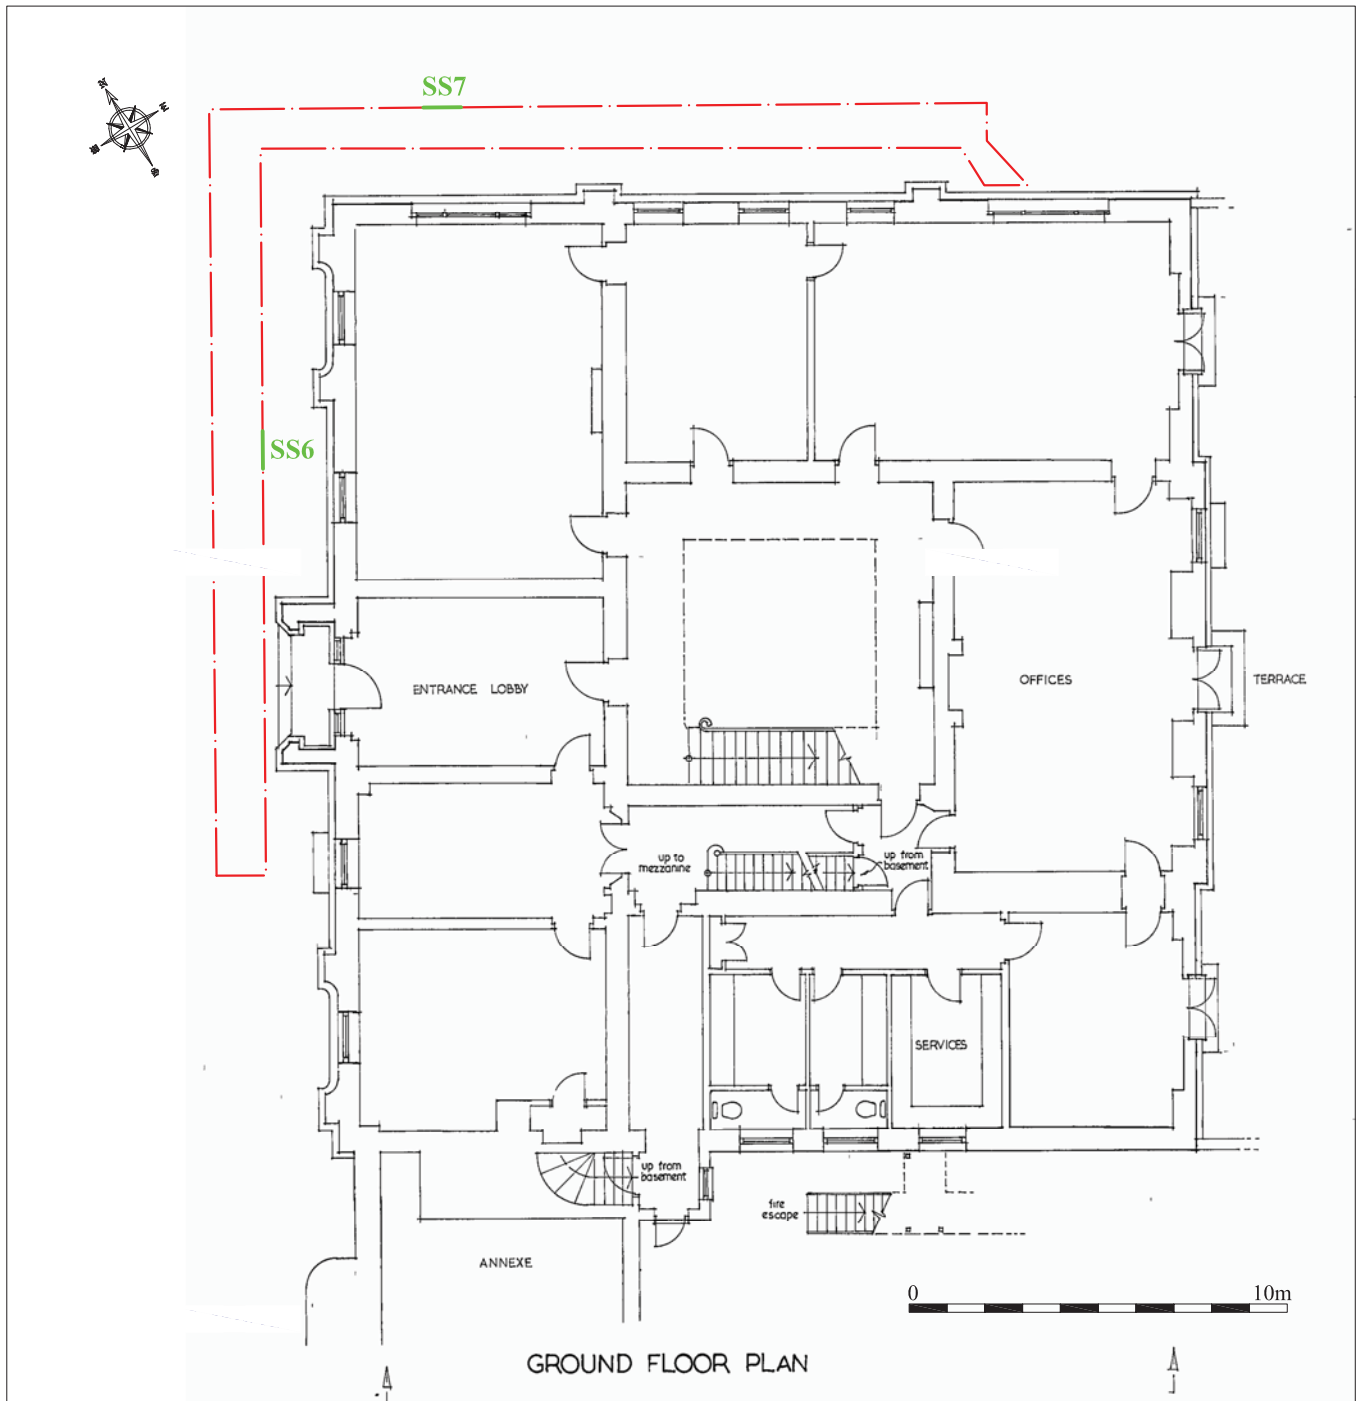 SS7
N
E
W
S
SS6
ENTRANCE LOBBY
OFFICES
TERRACE
up to
mezzanine
up from
basement
SERVICES
up from
basement
fire
escape
ANNEXE
0 10m
GROUND FLOOR PLAN